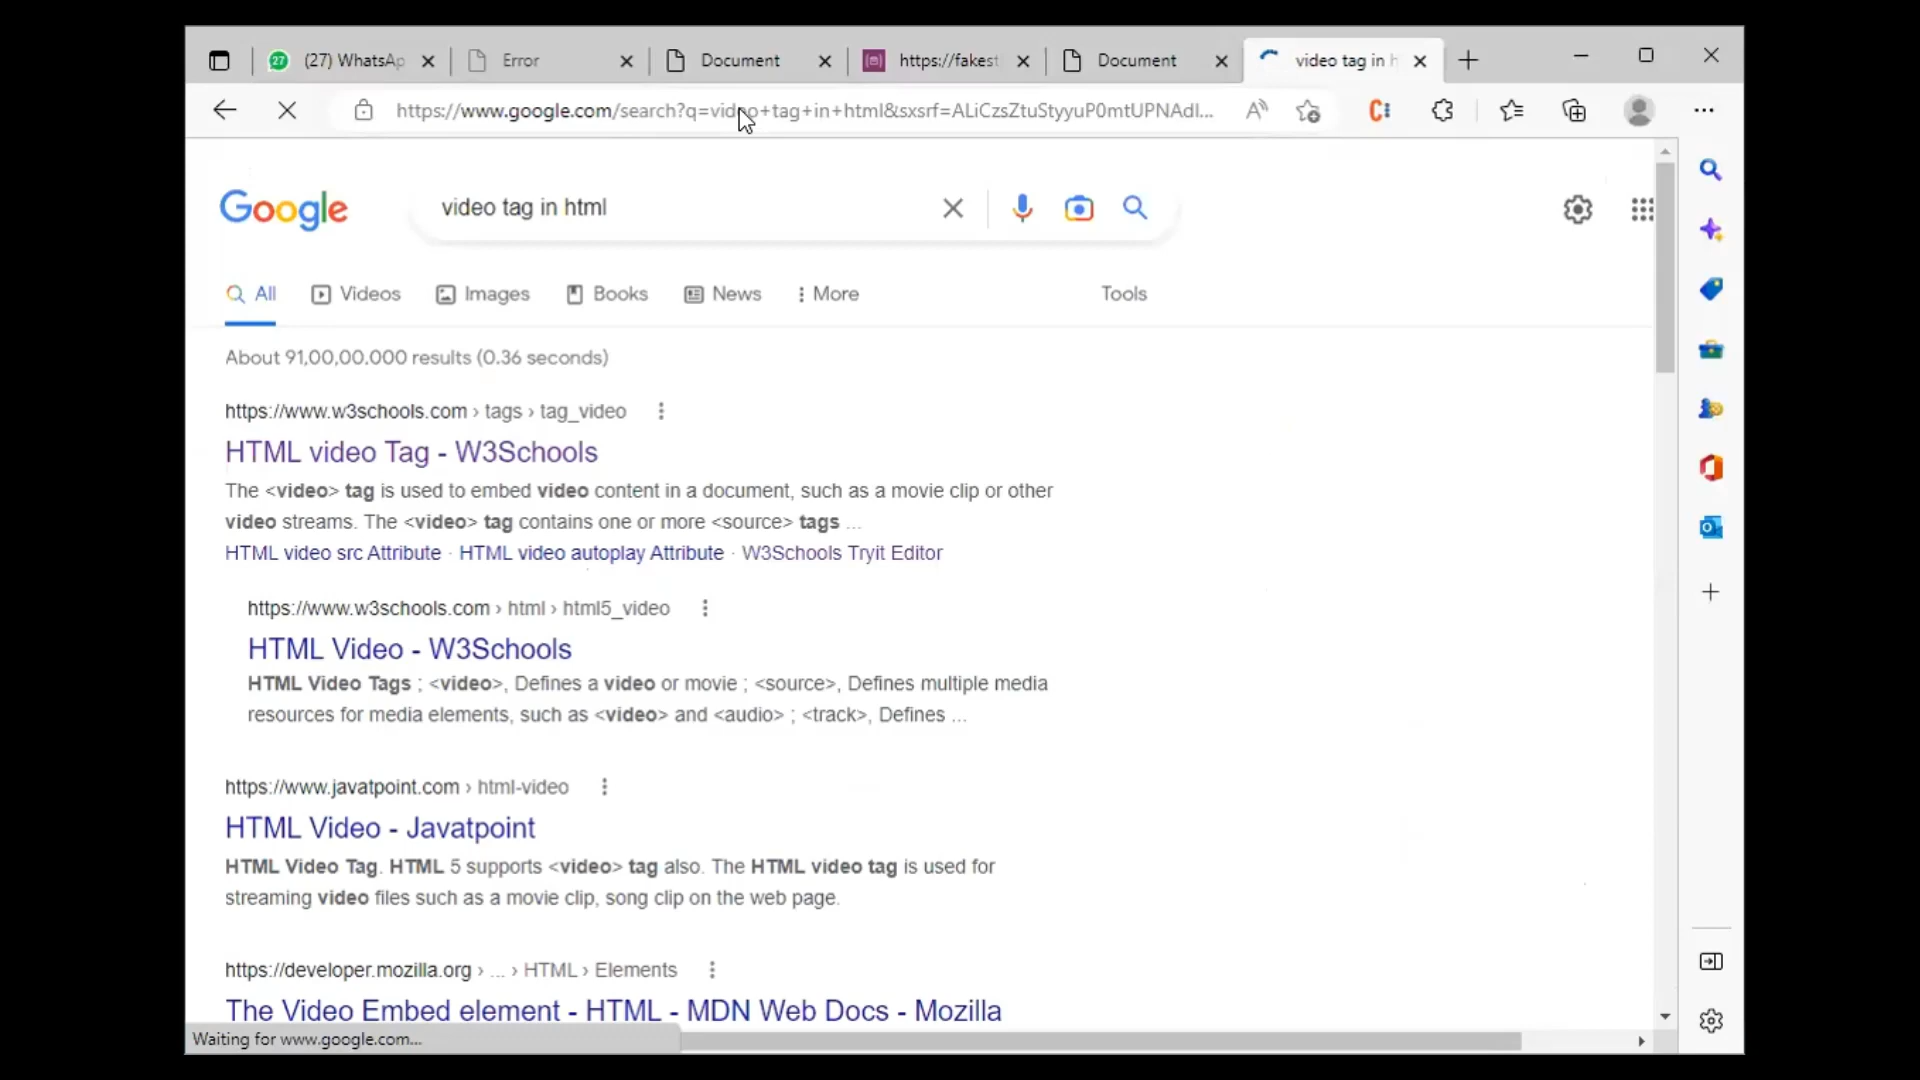 27 (27) WhatsAp
Error
Document
https://fakest
Document
video tag in h
https://www.google.com/search?q=video+tag+in+html&sxsrf=ALiCzsZtuStyyuP0mtUPNAdI...
Google
video tag in html
All
Videos
Images
Books
News
More
Tools
About 91,00,00,000 results (0.36 seconds)
https://www.w3schools.com › tags › tag_video
HTML video Tag - W3Schools
The <video> tag is used to embed video content in a document, such as a movie clip or other
video streams. The <video> tag contains one or more <source> tags ...
HTML video src Attribute · HTML video autoplay Attribute · W3Schools Tryit Editor
https://www.w3schools.com › html › html5_video
HTML Video - W3Schools
HTML Video Tags ; <video>, Defines a video or movie ; <source>, Defines multiple media
resources for media elements, such as <video> and <audio> ; <track>, Defines ...
https://www.javatpoint.com › html-video
HTML Video - Javatpoint
HTML Video Tag. HTML 5 supports <video> tag also. The HTML video tag is used for
streaming video files such as a movie clip, song clip on the web page.
https://developer.mozilla.org › ... › HTML › Elements
The Video Embed element - HTML - MDN Web Docs - Mozilla
Waiting for www.google.com...